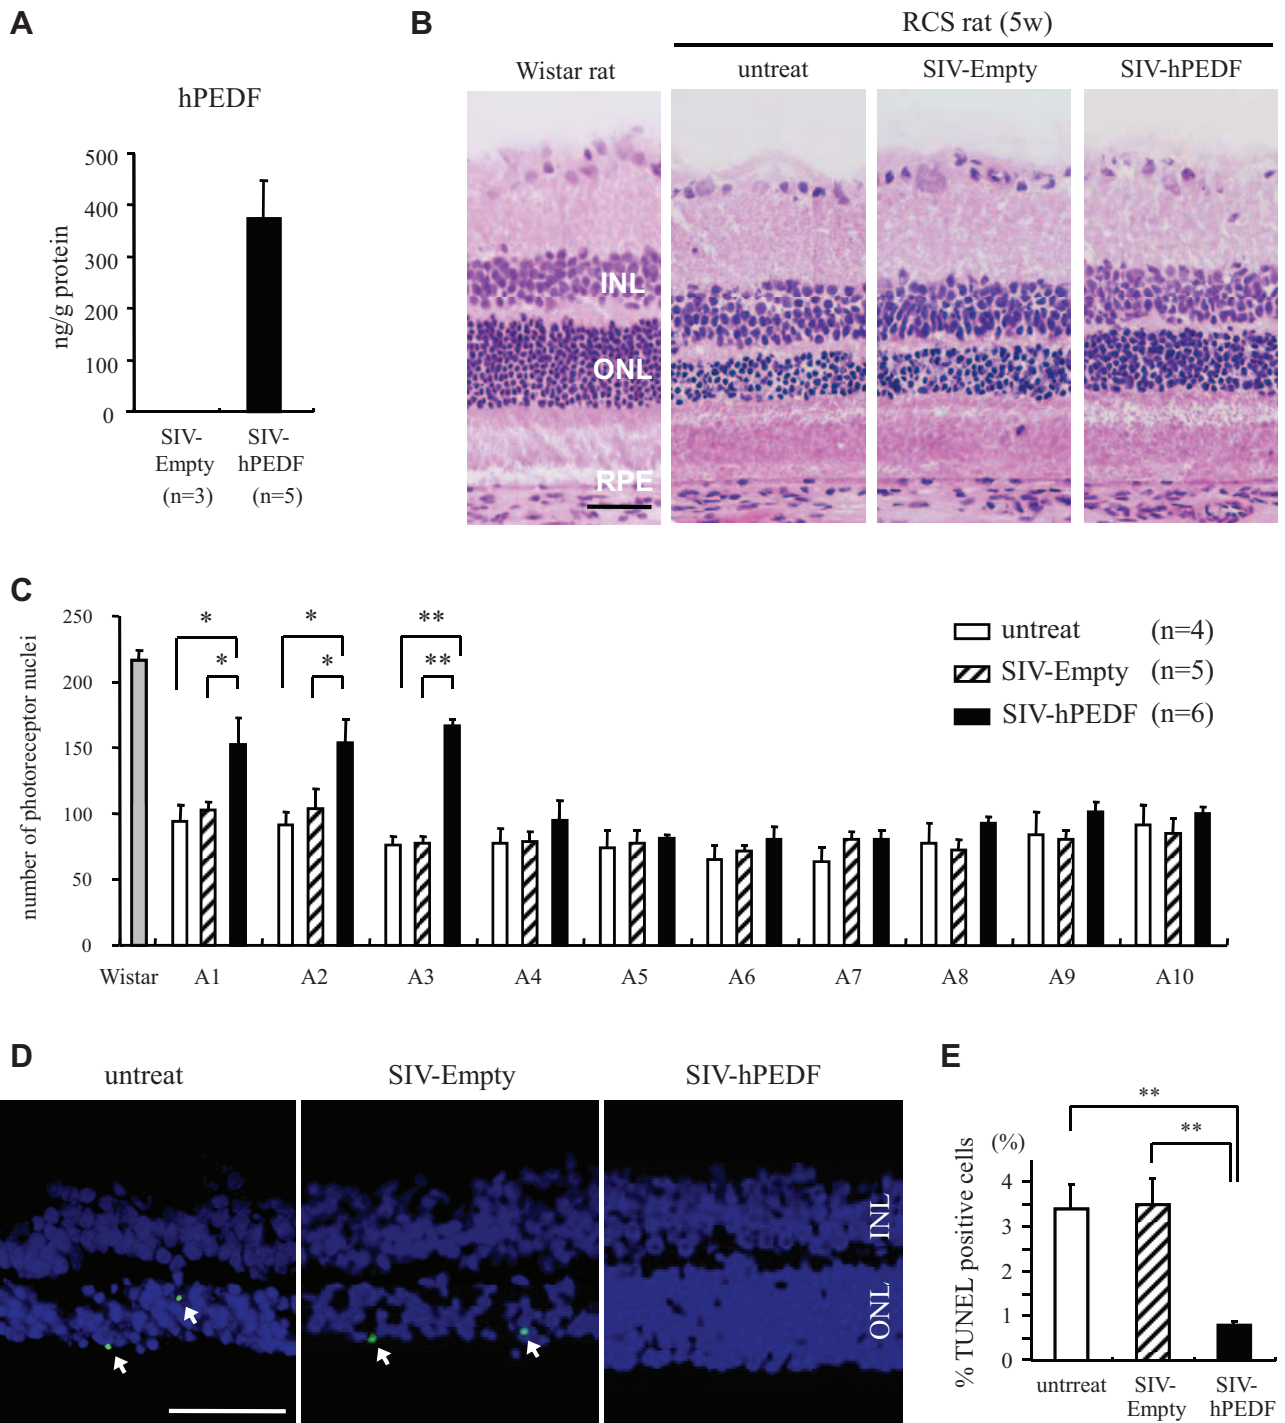 A
hPEDF
ng/g protein
500
400
300
200
100
0
SIV-
Empty
(n=3)
SIV-
hPEDF
(n=5)
B
RCS rat (5w)
Wistar rat
untreat
SIV-Empty
SIV-hPEDF
INL
ONL
RPE
C
number of photoreceptor nuclei
250
200
150
100
50
0
*
*
*
*
**
**
untreat (n=4)
SIV-Empty (n=5)
SIV-hPEDF (n=6)
Wistar A1 A2 A3 A4 A5 A6 A7 A8 A9 A10
D
untreat
SIV-Empty
SIV-hPEDF
INL
ONL
E
% TUNEL positive cells
(%)
4
3
2
1
0
**
**
untrreat
SIV-
Empty
SIV-
hPEDF